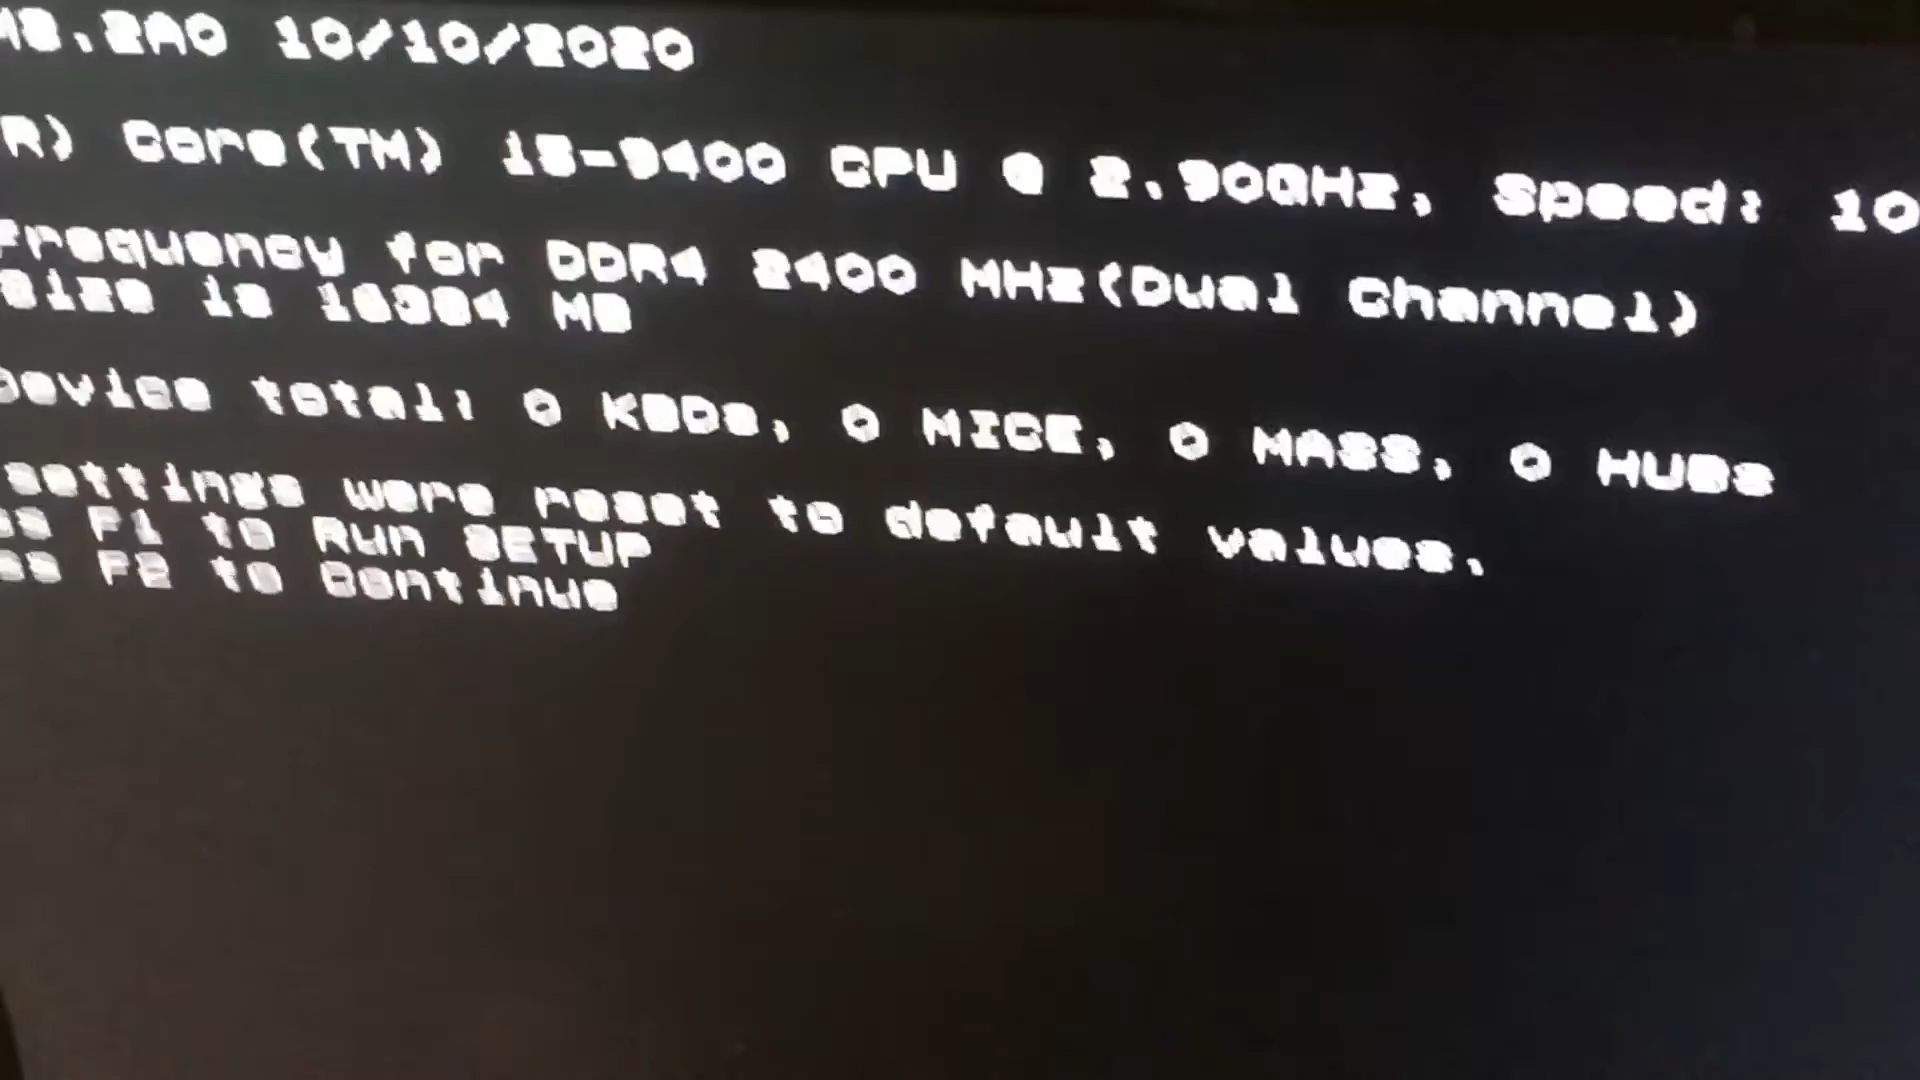 .2A0 10/10/2020
R) Core(TM) i5-9400 CPU @ 2.90GHz, Speed: 10
Frequency for DDR4 2400 MHz(Dual Channel)
Size is 16384 MB
Device total: 0 KBDs, 0 MICE, 0 MASS, 0 HUBs
settings were reset to default values.
ss F1 to Run SETUP
ss F2 to Continue